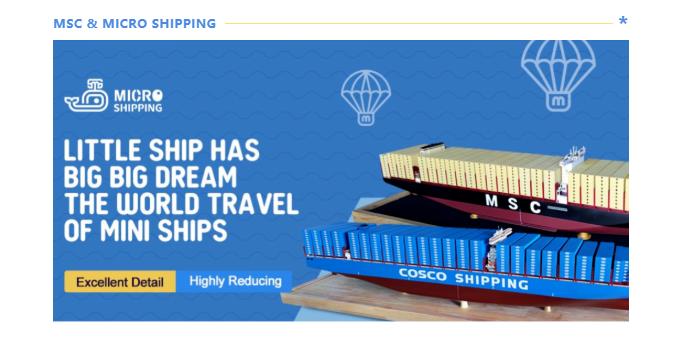 MSC & MICRO SHIPPING
*
MICRO
SHIPPING
LITTLE SHIP HAS
BIG BIG DREAM
THE WORLD TRAVEL
OF MINI SHIPS
Excellent Detail
Highly Reducing
m
m
MSC
COSCO SHIPPING